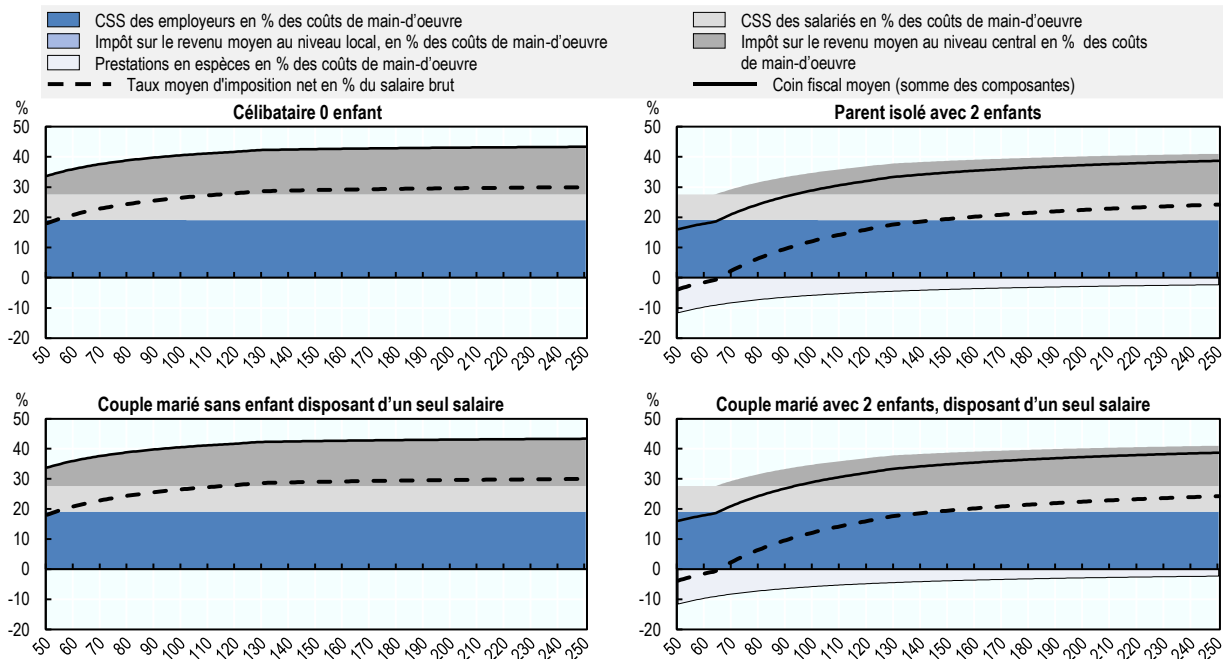 CSS des employeurs en % des coûts de main-d'oeuvre
CSS des salariés en % des coûts de main-d'oeuvre
Impôt sur le revenu moyen au niveau local, en % des coûts de main-d'oeuvre
Impôt sur le revenu moyen au niveau central en % des coûts
de main-d'oeuvre
Prestations en espèces en % des coûts de main-d'oeuvre
Taux moyen d'imposition net en % du salaire brut
Coin fiscal moyen (somme des composantes)
%
Célibataire 0 enfant
50
40
30
20
10
0
-10
-20
50 60 70 80 90 100 110 120 130 140 150 160 170 180 190 200 210 220 230 240 250
%
Parent isolé avec 2 enfants
50
40
30
20
10
0
-10
-20
50 60 70 80 90 100 110 120 130 140 150 160 170 180 190 200 210 220 230 240 250
%
Couple marié sans enfant disposant d’un seul salaire
50
40
30
20
10
0
-10
-20
50 60 70 80 90 100 110 120 130 140 150 160 170 180 190 200 210 220 230 240 250
%
Couple marié avec 2 enfants, disposant d’un seul salaire
50
40
30
20
10
0
-10
-20
50 60 70 80 90 100 110 120 130 140 150 160 170 180 190 200 210 220 230 240 250